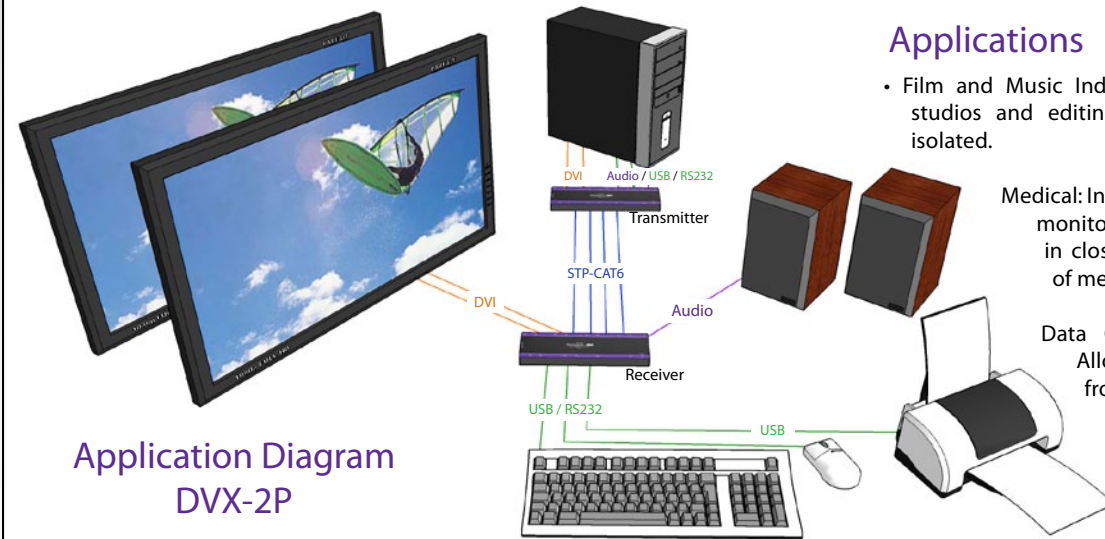 Applications
• Film and Music Ind
studios and editin
isolated.
Medical: In
monito
in clos
of me
Data
Allo
fro
DVI
Audio / USB / RS232
Transmitter
STP-CAT6
DVI
Audio
Receiver
USB / RS232
USB
Application Diagram
DVX-2P